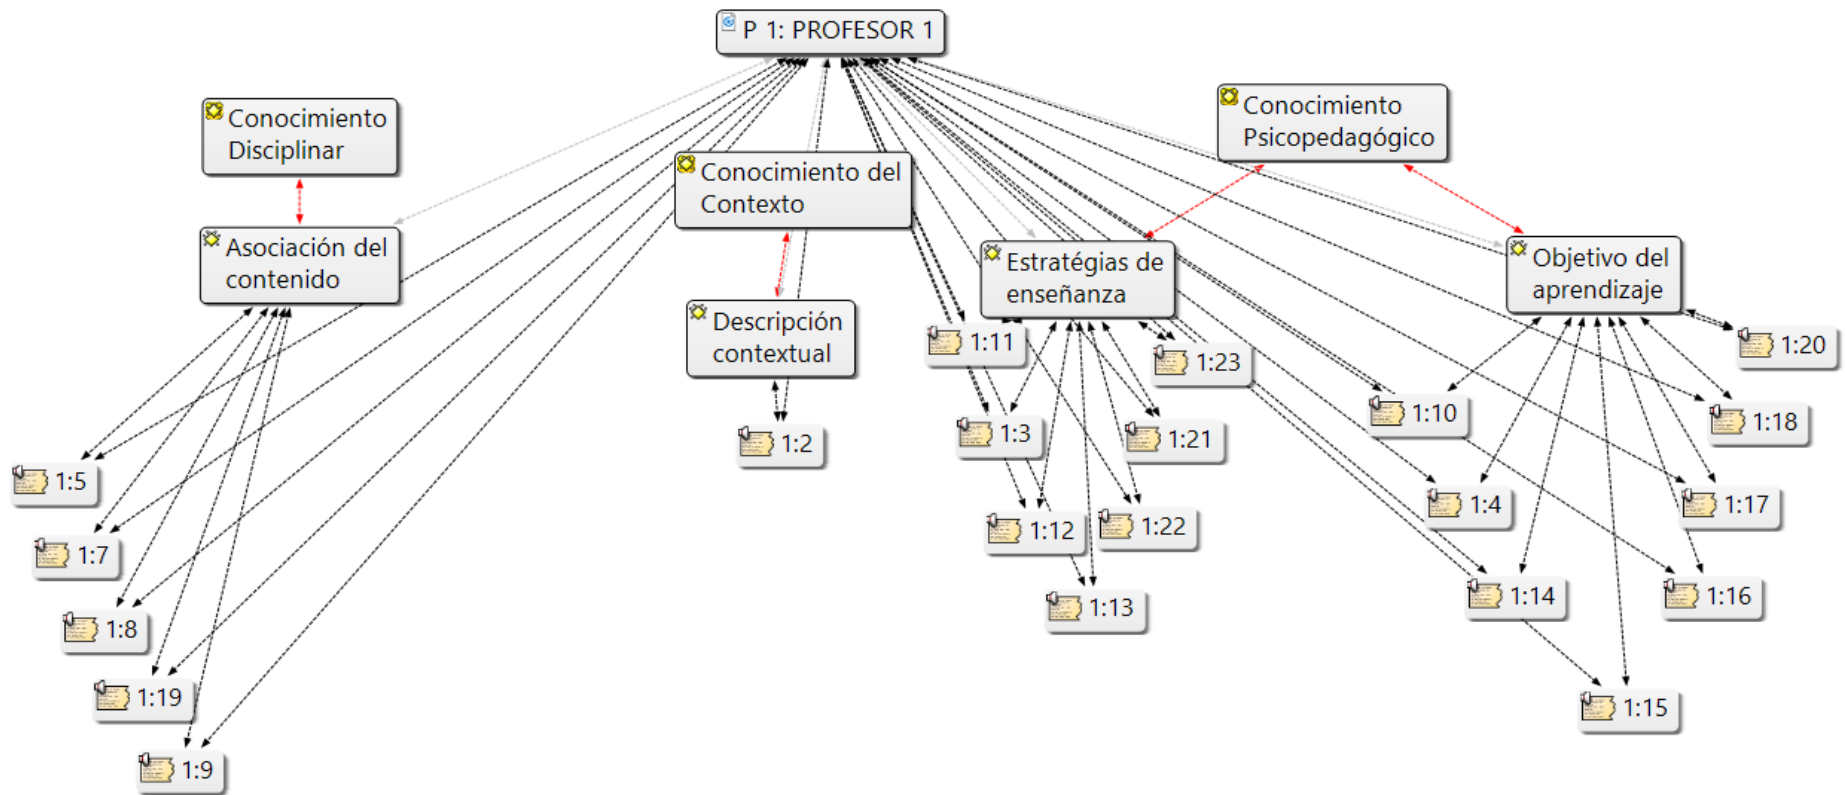 P 1: PROFESOR 1
Conocimiento
Disciplinar
Conocimiento
Psicopedagógico
Conocimiento del
Contexto
Asociación del
contenido
Estratégias de
enseñanza
Objetivo del
aprendizaje
Descripción
contextual
1:11
1:23
1:20
1:10
1:18
1:3
1:21
1:2
1:5
1:4
1:17
1:12
1:22
1:7
1:13
1:14
1:16
1:8
1:19
1:15
1:9